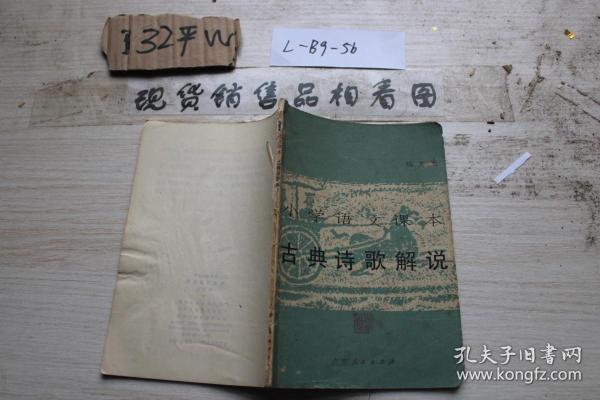 132平W
L-B9-56
现货销售品相看图
小学语文课本
古典诗歌解说
孔夫子旧书网
www.kongfz.com